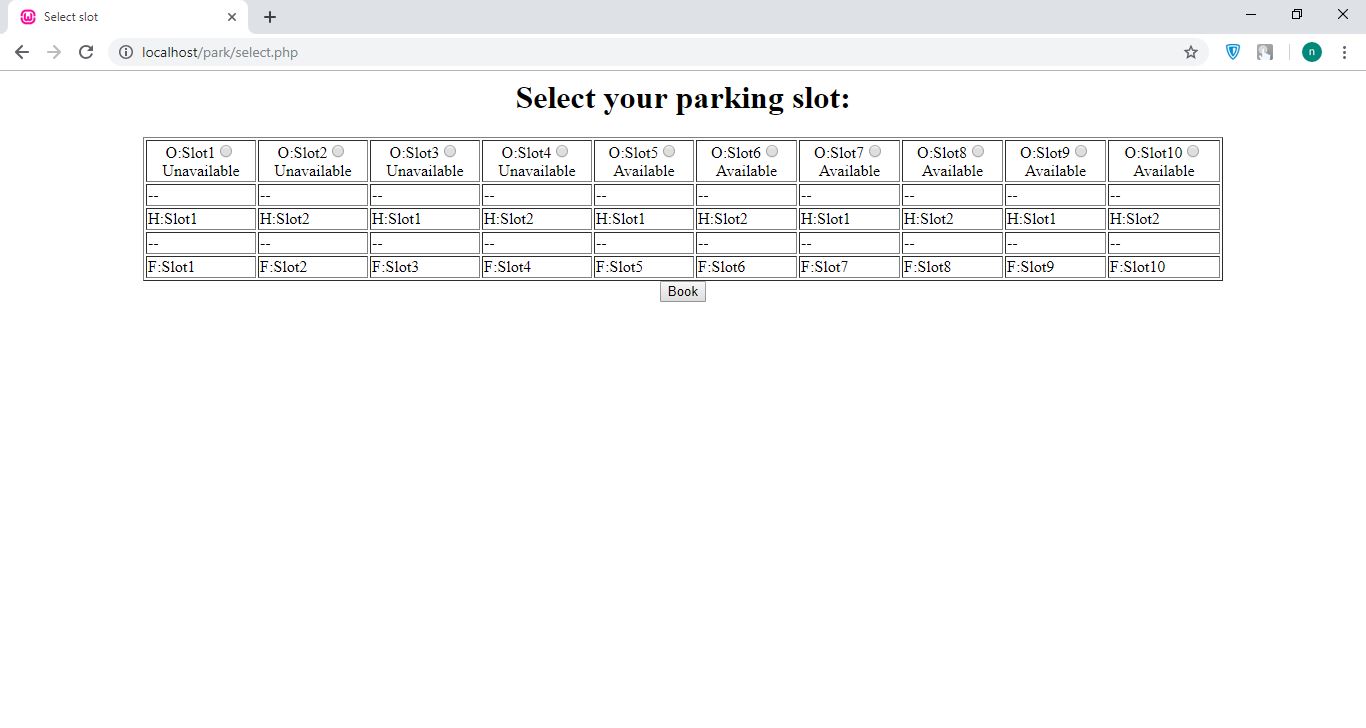 Select slot
localhost/park/select.php
n
Select your parking slot:
O:Slot1 O:Slot2 O:Slot3 O:Slot4 O:Slot5 O:Slot6 O:Slot7 O:Slot8 O:Slot9 O:Slot10
Unavailable Unavailable Unavailable Unavailable Available Available Available Available Available Available
-- -- -- -- -- -- -- -- -- --
H:Slot1 H:Slot2 H:Slot1 H:Slot2 H:Slot1 H:Slot2 H:Slot1 H:Slot2 H:Slot1 H:Slot2
-- -- -- -- -- -- -- -- -- --
F:Slot1 F:Slot2 F:Slot3 F:Slot4 F:Slot5 F:Slot6 F:Slot7 F:Slot8 F:Slot9 F:Slot10
Book